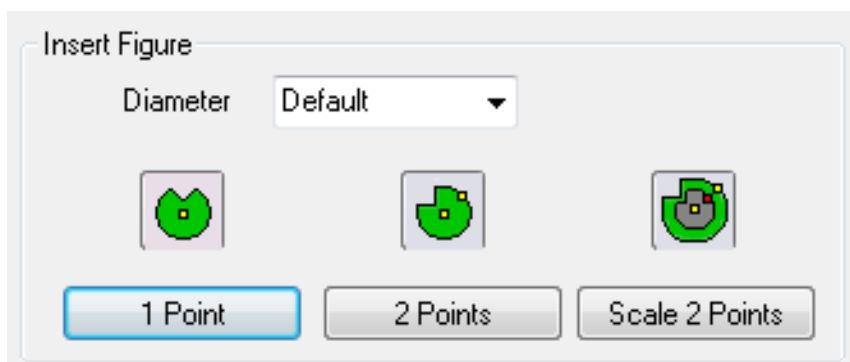 Insert Figure
Diameter Default
1 Point 2 Points Scale 2 Points